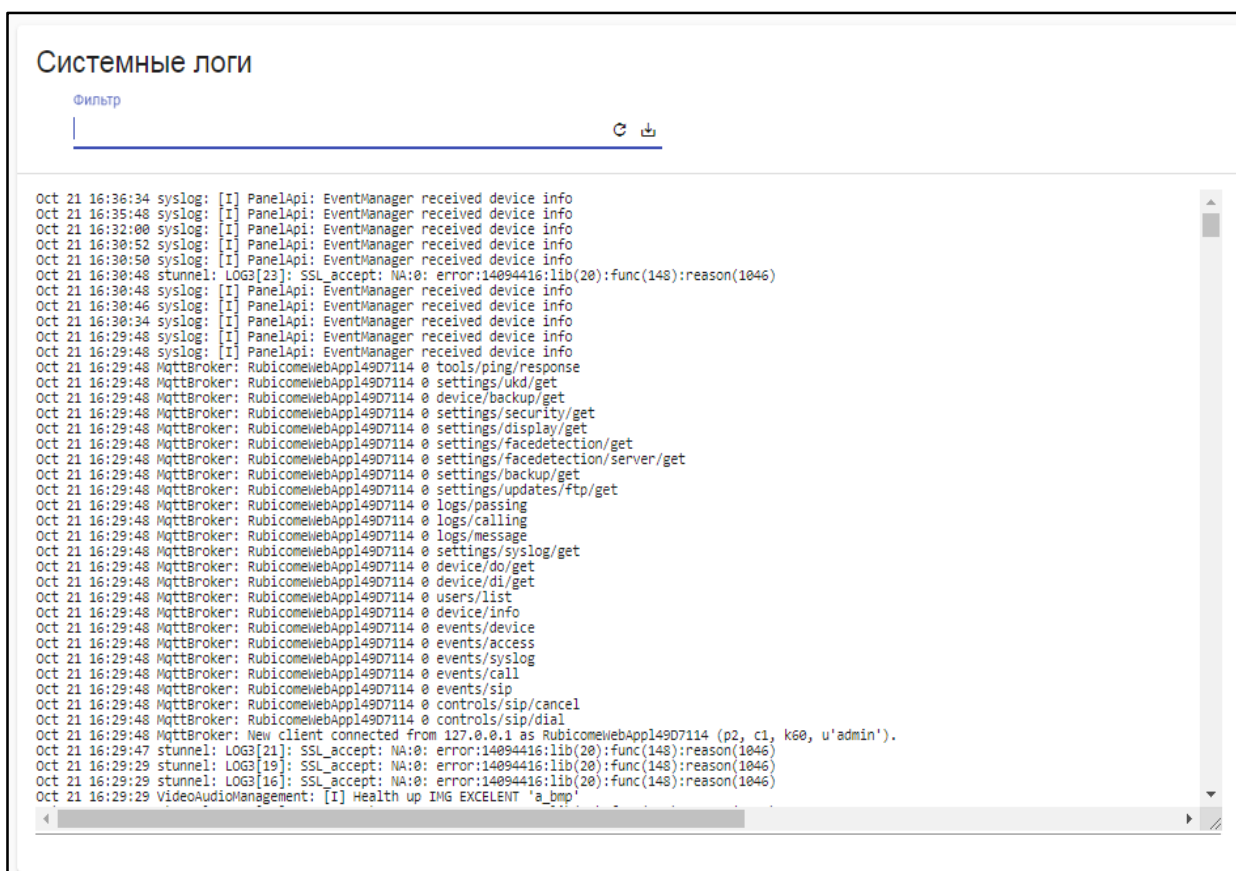 Системные логи
Фильтр
Oct 21 16:36:34 syslog: [I] PanelApi: EventManager received device info
Oct 21 16:35:48 syslog: [I] PanelApi: EventManager received device info
Oct 21 16:32:00 syslog: [I] PanelApi: EventManager received device info
Oct 21 16:30:52 syslog: [I] PanelApi: EventManager received device info
Oct 21 16:30:50 syslog: [I] PanelApi: EventManager received device info
Oct 21 16:30:48 stunnel: LOG3[23]: SSL_accept: NA:0: error:14094416:lib(20):func(148):reason(1046)
Oct 21 16:30:48 syslog: [I] PanelApi: EventManager received device info
Oct 21 16:30:46 syslog: [I] PanelApi: EventManager received device info
Oct 21 16:30:34 syslog: [I] PanelApi: EventManager received device info
Oct 21 16:29:48 syslog: [I] PanelApi: EventManager received device info
Oct 21 16:29:48 syslog: [I] PanelApi: EventManager received device info
Oct 21 16:29:48 MqttBroker: RubicomeWebAppl49D7114 0 tools/ping/response
Oct 21 16:29:48 MqttBroker: RubicomeWebAppl49D7114 0 settings/ukd/get
Oct 21 16:29:48 MqttBroker: RubicomeWebAppl49D7114 0 device/backup/get
Oct 21 16:29:48 MqttBroker: RubicomeWebAppl49D7114 0 settings/security/get
Oct 21 16:29:48 MqttBroker: RubicomeWebAppl49D7114 0 settings/display/get
Oct 21 16:29:48 MqttBroker: RubicomeWebAppl49D7114 0 settings/facedetection/get
Oct 21 16:29:48 MqttBroker: RubicomeWebAppl49D7114 0 settings/facedetection/server/get
Oct 21 16:29:48 MqttBroker: RubicomeWebAppl49D7114 0 settings/backup/get
Oct 21 16:29:48 MqttBroker: RubicomeWebAppl49D7114 0 settings/updates/ftp/get
Oct 21 16:29:48 MqttBroker: RubicomeWebAppl49D7114 0 logs/passing
Oct 21 16:29:48 MqttBroker: RubicomeWebAppl49D7114 0 logs/calling
Oct 21 16:29:48 MqttBroker: RubicomeWebAppl49D7114 0 logs/message
Oct 21 16:29:48 MqttBroker: RubicomeWebAppl49D7114 0 settings/syslog/get
Oct 21 16:29:48 MqttBroker: RubicomeWebAppl49D7114 0 device/do/get
Oct 21 16:29:48 MqttBroker: RubicomeWebAppl49D7114 0 device/di/get
Oct 21 16:29:48 MqttBroker: RubicomeWebAppl49D7114 0 users/list
Oct 21 16:29:48 MqttBroker: RubicomeWebAppl49D7114 0 device/info
Oct 21 16:29:48 MqttBroker: RubicomeWebAppl49D7114 0 events/device
Oct 21 16:29:48 MqttBroker: RubicomeWebAppl49D7114 0 events/access
Oct 21 16:29:48 MqttBroker: RubicomeWebAppl49D7114 0 events/syslog
Oct 21 16:29:48 MqttBroker: RubicomeWebAppl49D7114 0 events/call
Oct 21 16:29:48 MqttBroker: RubicomeWebAppl49D7114 0 events/sip
Oct 21 16:29:48 MqttBroker: RubicomeWebAppl49D7114 0 controls/sip/cancel
Oct 21 16:29:48 MqttBroker: RubicomeWebAppl49D7114 0 controls/sip/dial
Oct 21 16:29:48 MqttBroker: New client connected from 127.0.0.1 as RubicomeWebAppl49D7114 (p2, c1, k60, u'admin').
Oct 21 16:29:47 stunnel: LOG3[21]: SSL_accept: NA:0: error:14094416:lib(20):func(148):reason(1046)
Oct 21 16:29:29 stunnel: LOG3[19]: SSL_accept: NA:0: error:14094416:lib(20):func(148):reason(1046)
Oct 21 16:29:29 stunnel: LOG3[16]: SSL_accept: NA:0: error:14094416:lib(20):func(148):reason(1046)
Oct 21 16:29:29 VideoAudioManagement: [I] Health up IMG EXCELENT 'a_bmp'